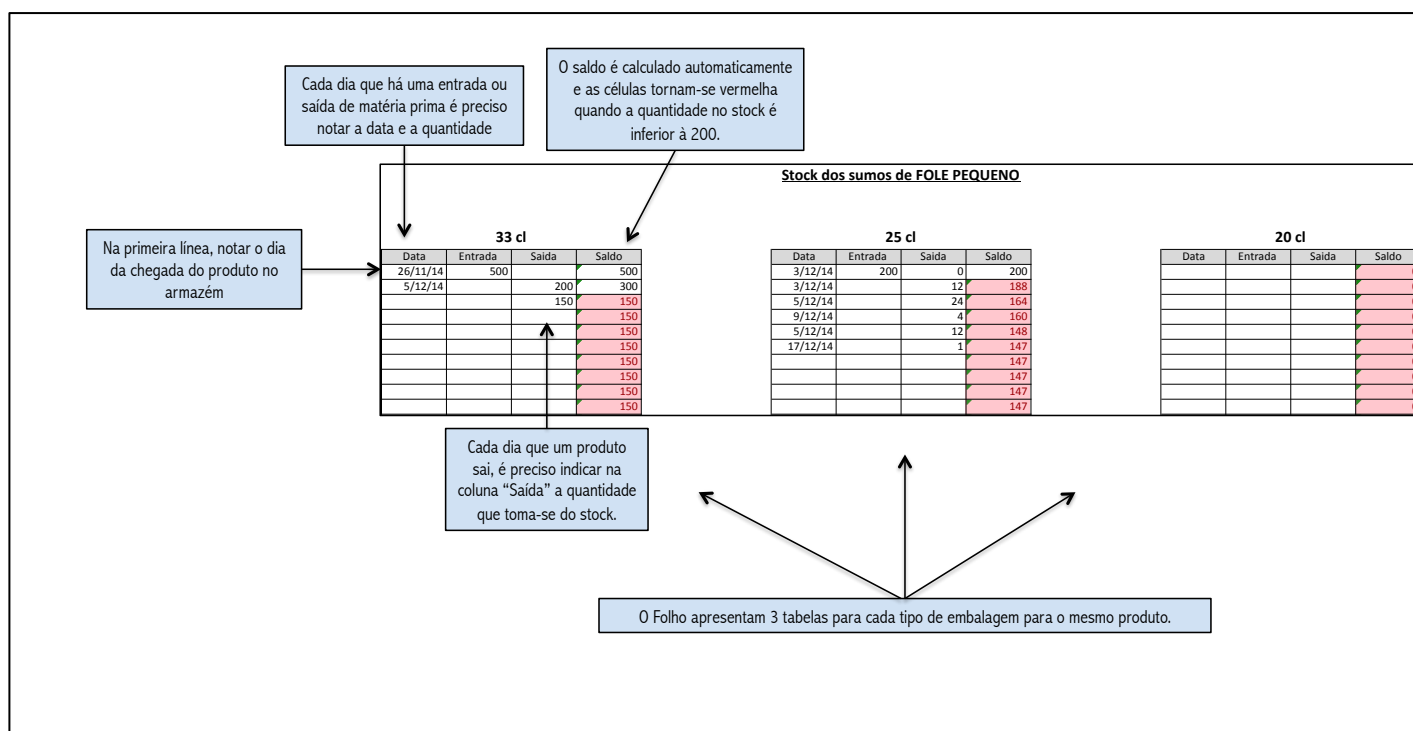 O saldo é calculado automaticamente
e as células tornam-se vermelha
quando a quantidade no stock é
inferior à 200.
Cada dia que há uma entrada ou
saída de matéria prima é preciso
notar a data e a quantidade
Stock dos sumos de FOLE PEQUENO
Na primeira línea, notar o dia
da chegada do produto no
armazém
33 cl
Data Entrada Saida Saldo
26/11/14 500 500
5/12/14 200 300
150 150
150
150
150
150
150
150
150
25 cl
Data Entrada Saida Saldo
3/12/14 200 0 200
3/12/14 12 188
5/12/14 24 164
9/12/14 4 160
5/12/14 12 148
17/12/14 1 147
147
147
147
147
20 cl
Data Entrada Saida Saldo
Cada dia que um produto
sai, é preciso indicar na
coluna “Saída” a quantidade
que toma-se do stock.
O Folho apresentam 3 tabelas para cada tipo de embalagem para o mesmo produto.